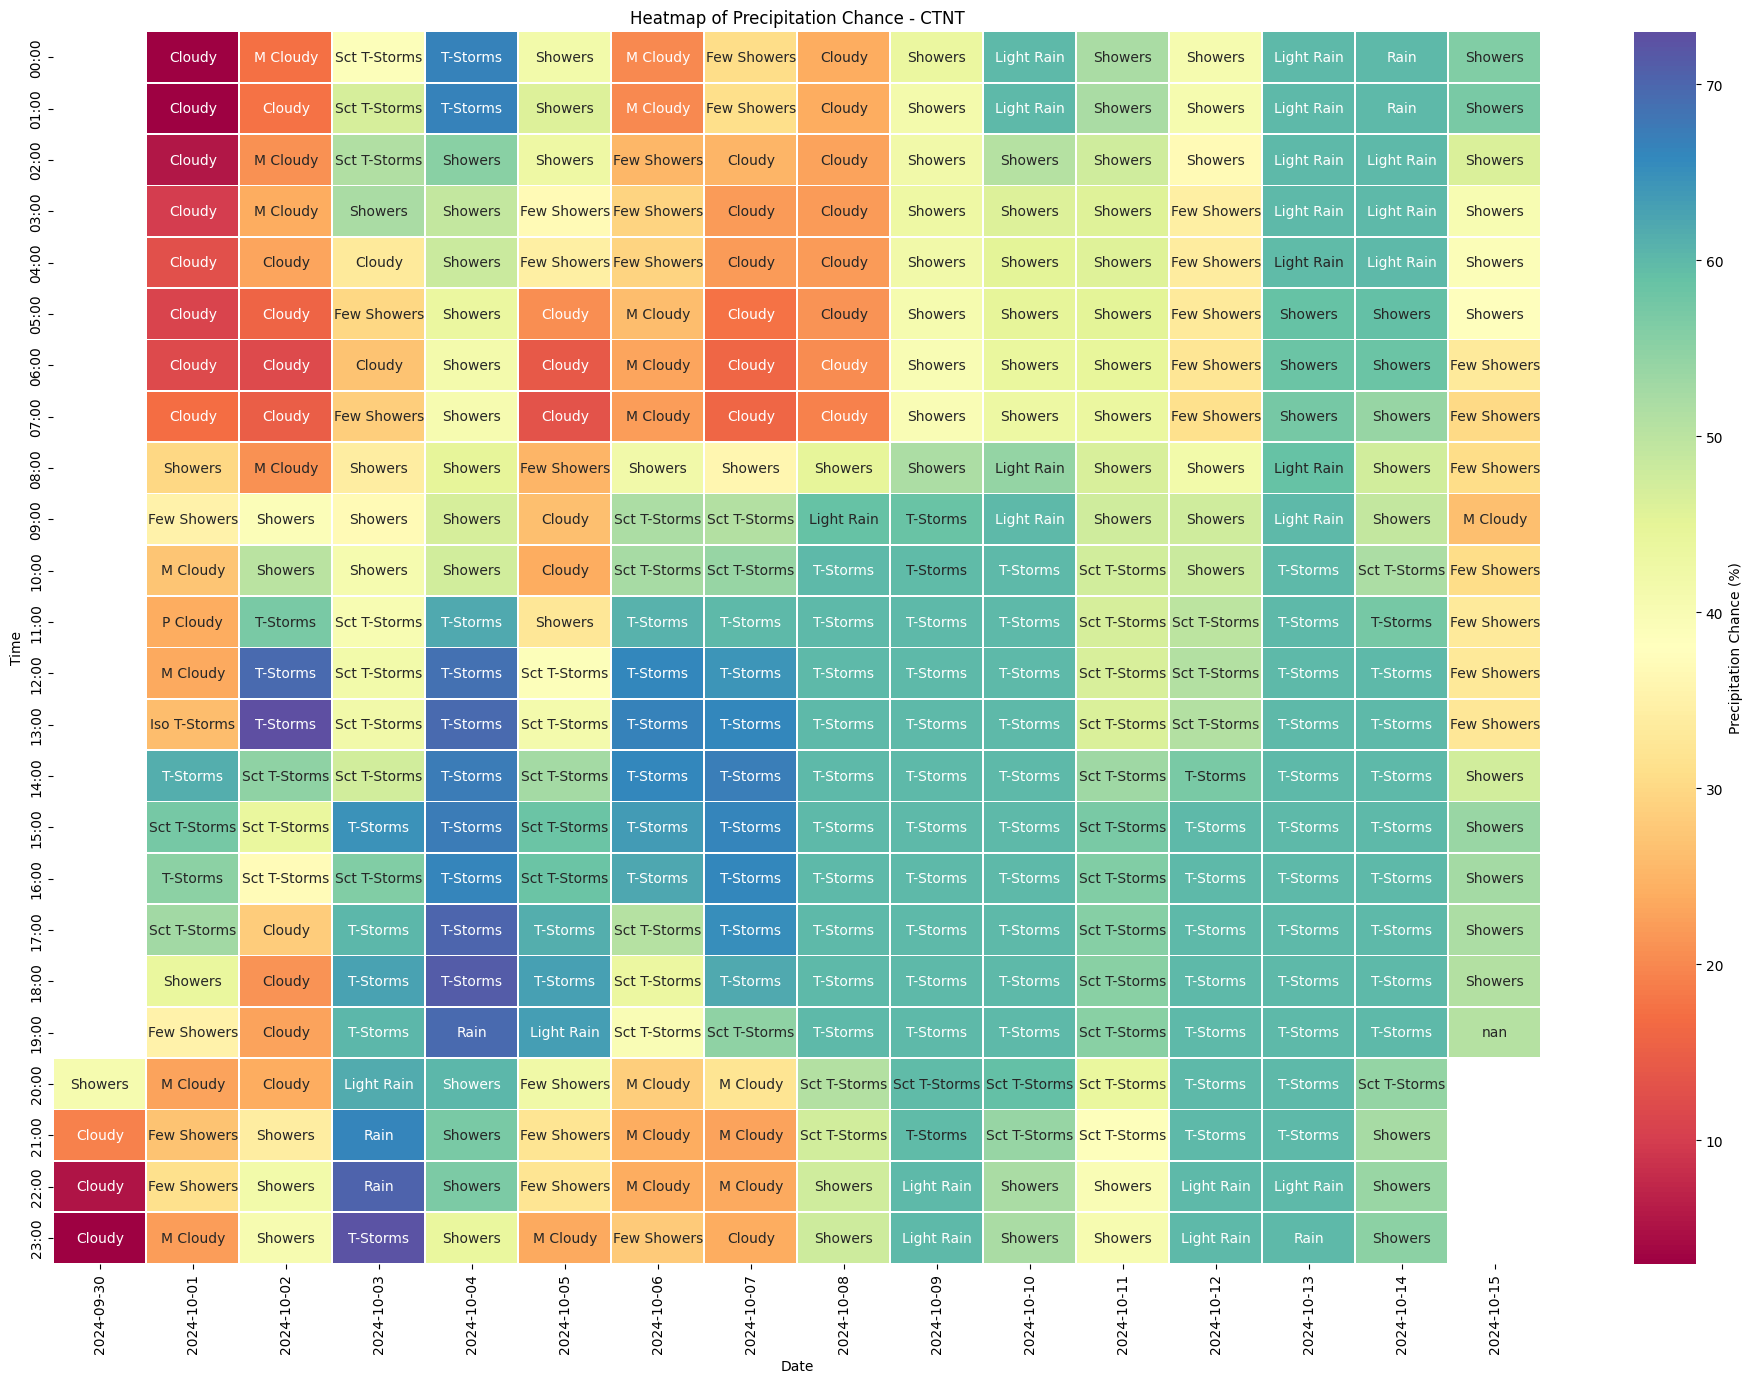 Heatmap of Precipitation Chance - CTNT
00:00 Cloudy M Cloudy Sct T-Storms T-Storms Showers M Cloudy Few Showers Cloudy Showers Light Rain Showers Showers Light Rain Rain Showers
01:00 Cloudy Cloudy Sct T-Storms T-Storms Showers M Cloudy Few Showers Cloudy Showers Light Rain Showers Showers Light Rain Rain Showers
02:00 Cloudy M Cloudy Sct T-Storms Showers Showers Few Showers Cloudy Cloudy Showers Showers Showers Showers Light Rain Light Rain Showers
03:00 Cloudy M Cloudy Showers Showers Few Showers Few Showers Cloudy Cloudy Showers Showers Showers Few Showers Light Rain Light Rain Showers
04:00 Cloudy Cloudy Cloudy Showers Few Showers Few Showers Cloudy Cloudy Showers Showers Showers Few Showers Light Rain Light Rain Showers
05:00 Cloudy Cloudy Few Showers Showers Cloudy M Cloudy Cloudy Cloudy Showers Showers Showers Few Showers Showers Showers Showers
06:00 Cloudy Cloudy Cloudy Showers Cloudy M Cloudy Cloudy Cloudy Showers Showers Showers Few Showers Showers Showers Few Showers
07:00 Cloudy Cloudy Few Showers Showers Cloudy M Cloudy Cloudy Cloudy Showers Showers Showers Few Showers Showers Showers Few Showers
08:00 Showers M Cloudy Showers Showers Few Showers Showers Showers Showers Showers Light Rain Showers Showers Light Rain Showers Few Showers
09:00 Few Showers Showers Showers Showers Cloudy Sct T-Storms Sct T-Storms Light Rain T-Storms Light Rain Showers Showers Light Rain Showers M Cloudy
10:00 M Cloudy Showers Showers Showers Cloudy Sct T-Storms Sct T-Storms T-Storms T-Storms T-Storms Sct T-Storms Showers T-Storms Sct T-Storms Few Showers
11:00 P Cloudy T-Storms Sct T-Storms T-Storms Showers T-Storms T-Storms T-Storms T-Storms T-Storms Sct T-Storms Sct T-Storms T-Storms T-Storms Few Showers
12:00 M Cloudy T-Storms Sct T-Storms T-Storms Sct T-Storms T-Storms T-Storms T-Storms T-Storms T-Storms Sct T-Storms Sct T-Storms T-Storms T-Storms Few Showers
13:00 Iso T-Storms T-Storms Sct T-Storms T-Storms Sct T-Storms T-Storms T-Storms T-Storms T-Storms T-Storms Sct T-Storms Sct T-Storms T-Storms T-Storms Few Showers
14:00 T-Storms Sct T-Storms Sct T-Storms T-Storms Sct T-Storms T-Storms T-Storms T-Storms T-Storms T-Storms Sct T-Storms T-Storms T-Storms T-Storms Showers
15:00 Sct T-Storms Sct T-Storms T-Storms T-Storms Sct T-Storms T-Storms T-Storms T-Storms T-Storms T-Storms Sct T-Storms T-Storms T-Storms T-Storms Showers
16:00 T-Storms Sct T-Storms Sct T-Storms T-Storms Sct T-Storms T-Storms T-Storms T-Storms T-Storms T-Storms Sct T-Storms T-Storms T-Storms T-Storms Showers
17:00 Sct T-Storms Cloudy T-Storms T-Storms T-Storms Sct T-Storms T-Storms T-Storms T-Storms T-Storms Sct T-Storms T-Storms T-Storms T-Storms Showers
18:00 Showers Cloudy T-Storms T-Storms T-Storms Sct T-Storms T-Storms T-Storms T-Storms T-Storms Sct T-Storms T-Storms T-Storms T-Storms Showers
19:00 Few Showers Cloudy T-Storms Rain Light Rain Sct T-Storms Sct T-Storms T-Storms T-Storms T-Storms Sct T-Storms T-Storms T-Storms T-Storms nan
20:00 Showers M Cloudy Cloudy Light Rain Showers Few Showers M Cloudy M Cloudy Sct T-Storms Sct T-Storms Sct T-Storms Sct T-Storms T-Storms T-Storms Sct T-Storms
21:00 Cloudy Few Showers Showers Rain Showers Few Showers M Cloudy M Cloudy Sct T-Storms T-Storms Sct T-Storms Sct T-Storms T-Storms T-Storms Showers
22:00 Cloudy Few Showers Showers Rain Showers Few Showers M Cloudy M Cloudy Showers Light Rain Showers Showers Light Rain Light Rain Showers
23:00 Cloudy M Cloudy Showers T-Storms Showers M Cloudy Few Showers Cloudy Showers Light Rain Showers Showers Light Rain Rain Showers
2024-09-30 2024-10-01 2024-10-02 2024-10-03 2024-10-04 2024-10-05 2024-10-06 2024-10-07 2024-10-08 2024-10-09 2024-10-10 2024-10-11 2024-10-12 2024-10-13 2024-10-14 2024-10-15
Date
Time
70
60
50
40
30
20
10
Precipitation Chance (%)